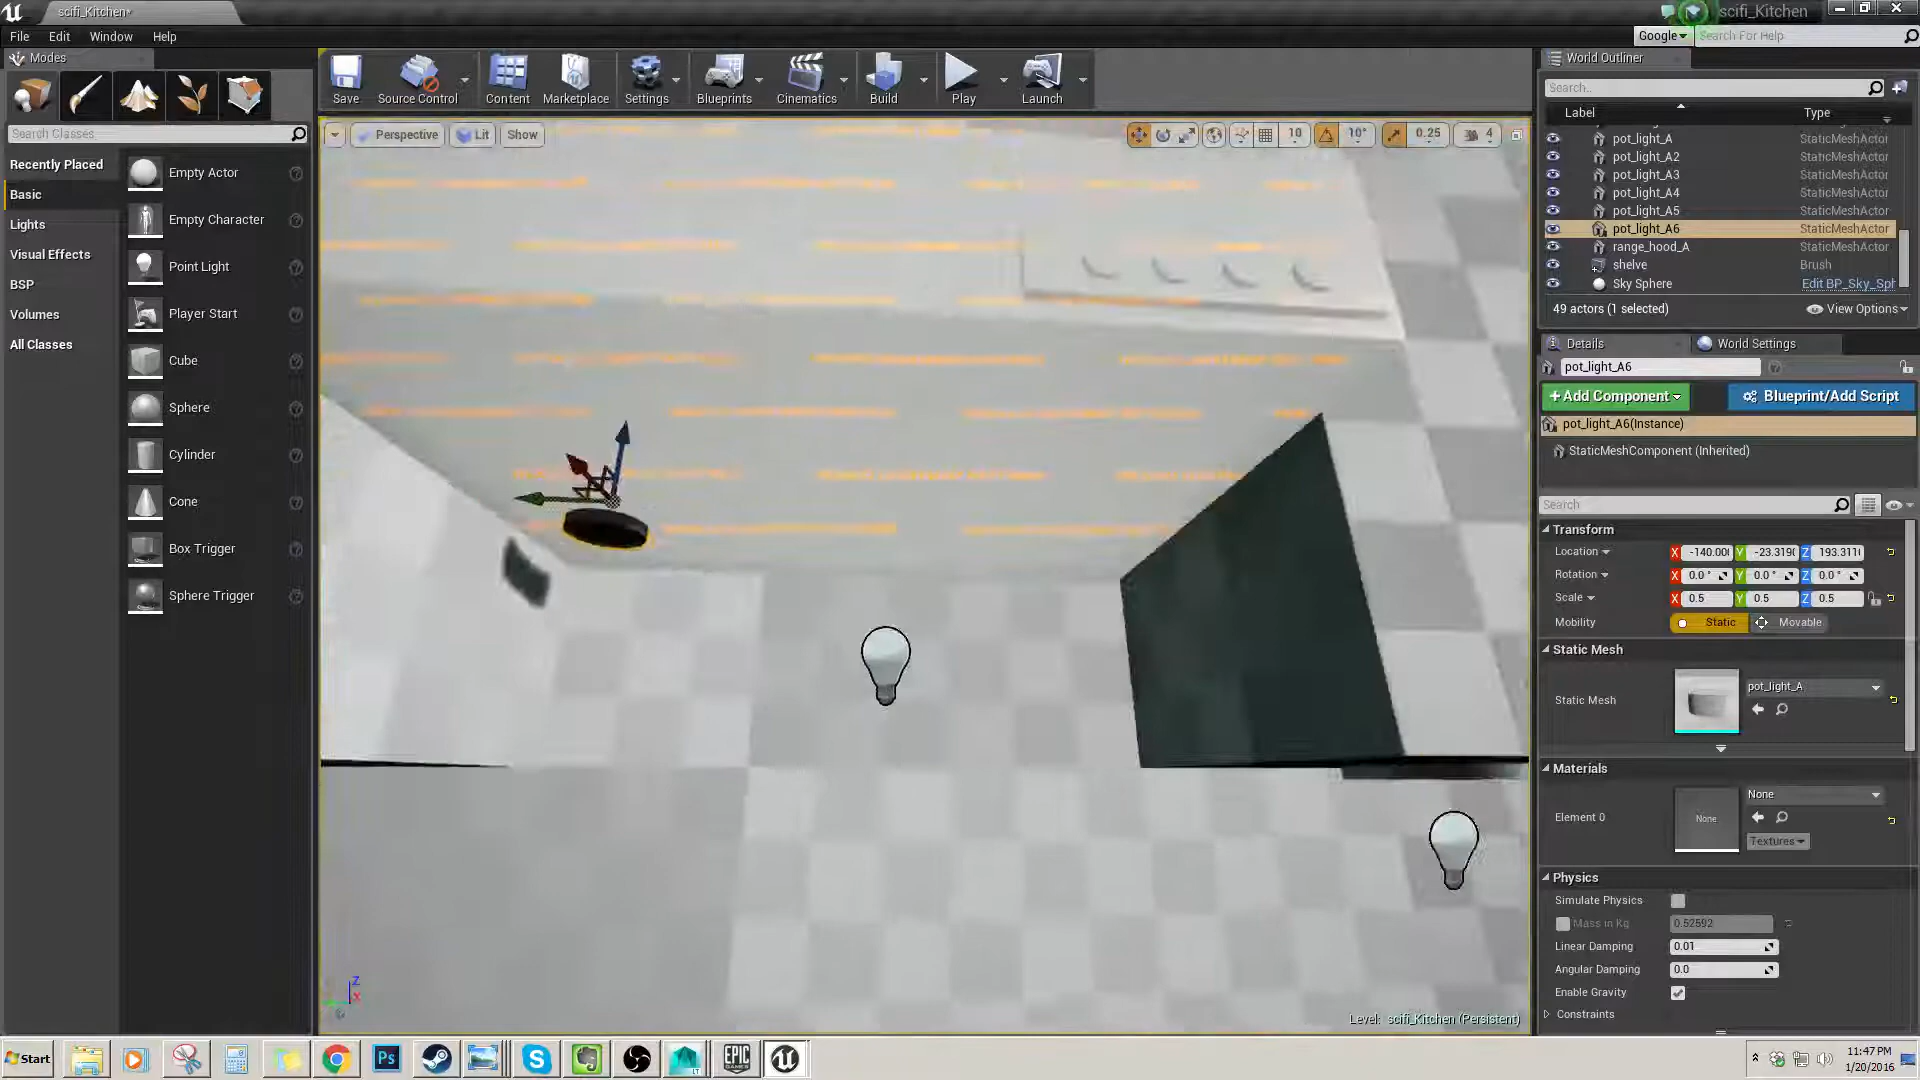 scifi_Kitchen*
scifi_Kitchen
File Edit Window Help
Google Search For Help
Modes
Search Classes
Recently Placed
Basic
Lights
Visual Effects
BSP
Volumes
All Classes
Empty Actor
Empty Character
Point Light
Player Start
Cube
Sphere
Cylinder
Cone
Box Trigger
Sphere Trigger
Save Source Control Content Marketplace Settings Blueprints Cinematics Build Play Launch
Perspective Lit Show
10 10° 0.25 4
Level: scifi_Kitchen (Persistent)
World Outliner
Search..
Label Type
pot_light_A StaticMeshActor
pot_light_A2 StaticMeshActor
pot_light_A3 StaticMeshActor
pot_light_A4 StaticMeshActor
pot_light_A5 StaticMeshActor
pot_light_A6 StaticMeshActor
range_hood_A StaticMeshActor
shelve Brush
Sky Sphere Edit BP_Sky_Sph
49 actors (1 selected) View Options
Details World Settings
pot_light_A6
+Add Component Blueprint/Add Script
pot_light_A6(Instance)
StaticMeshComponent (Inherited)
Search
Transform
Location X -140.00 Y -23.319 Z 193.311
Rotation X 0.0 ° Y 0.0 ° Z 0.0 °
Scale X 0.5 Y 0.5 Z 0.5
Mobility Static Movable
Static Mesh
Static Mesh pot_light_A
Materials
Element 0 None None
Textures
Physics
Simulate Physics
Mass in Kg 0.52592
Linear Damping 0.01
Angular Damping 0.0
Enable Gravity
Constraints
Start
Ps
LT
EPIC GAMES
11:47 PM
1/20/2016